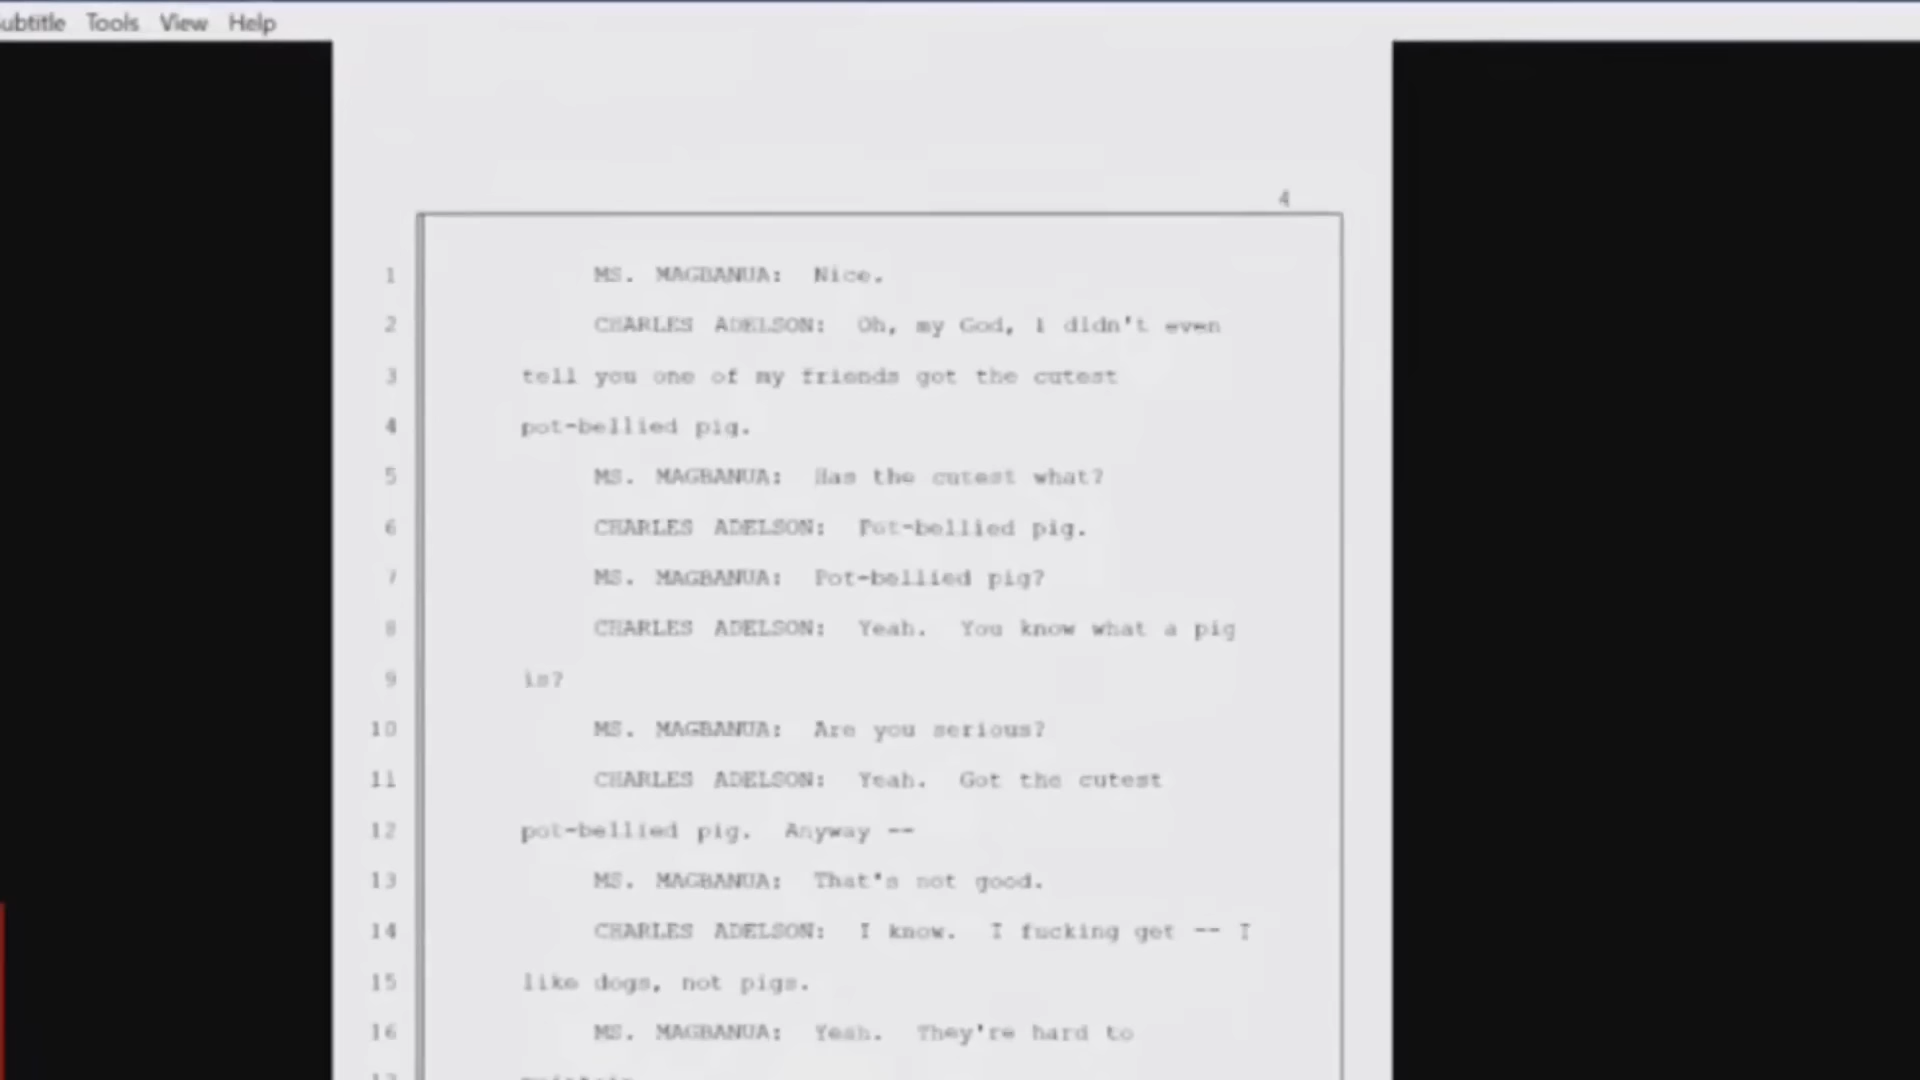 ubtitle Tools View Help
4
1 MS. MAGBANUA: Nice.
2 CHARLES ADELSON: Oh, my God, I didn't even
3 tell you one of my friends got the cutest
4 pot-bellied pig.
5 MS. MAGBANUA: Has the cutest what?
6 CHARLES ADELSON: Pot-bellied pig.
7 MS. MAGBANUA: Pot-bellied pig?
8 CHARLES ADELSON: Yeah. You know what a pig
9 is?
10 MS. MAGBANUA: Are you serious?
11 CHARLES ADELSON: Yeah. Got the cutest
12 pot-bellied pig. Anyway --
13 MS. MAGBANUA: That's not good.
14 CHARLES ADELSON: I know. I fucking get -- I
15 like dogs, not pigs.
16 MS. MAGBANUA: Yeah. They're hard to